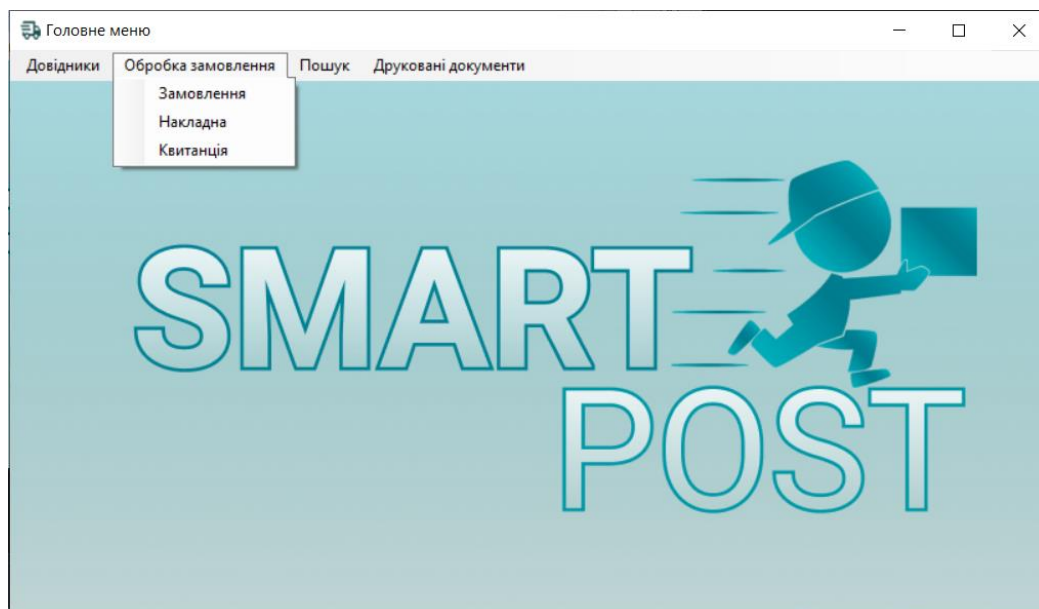 Головне меню
Довідники Обробка замовлення Пошук Друковані документи
Замовлення
Накладна
Квитанція
SMART
POST